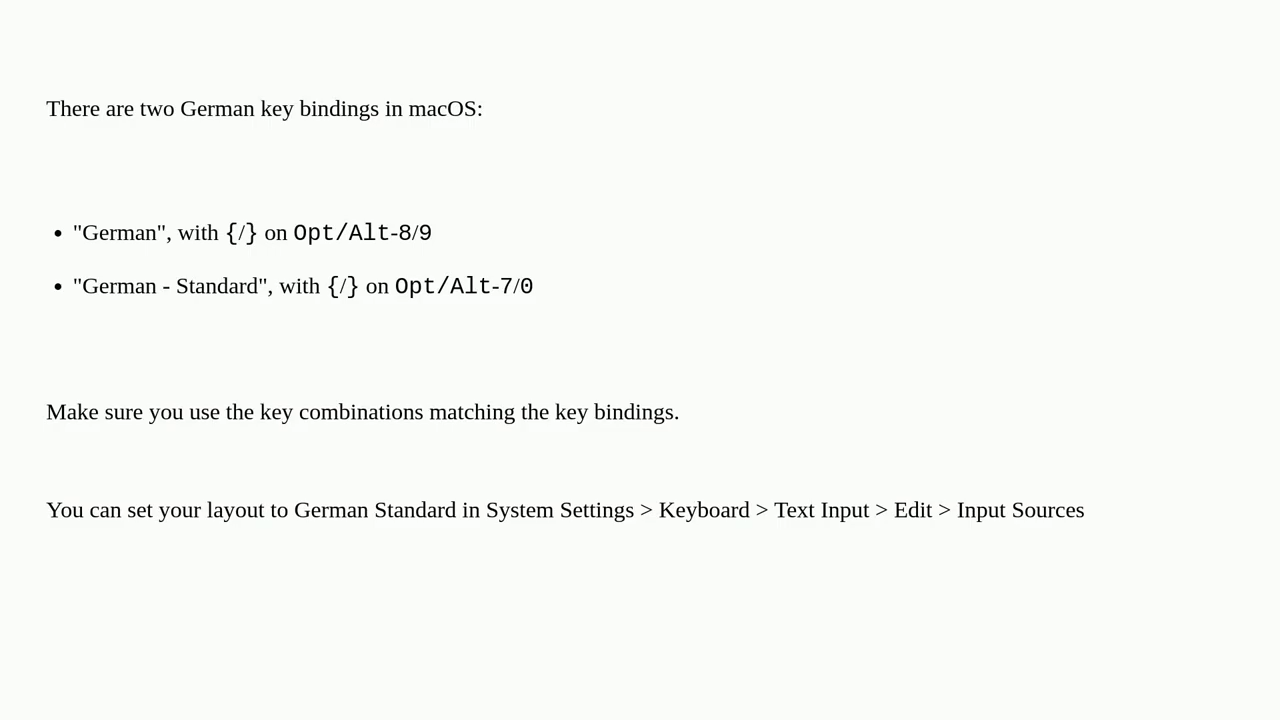 There are two German key bindings in macOS:
• "German", with {/} on Opt/Alt-8/9
• "German - Standard", with {/} on Opt/Alt-7/0
Make sure you use the key combinations matching the key bindings.
You can set your layout to German Standard in System Settings > Keyboard > Text Input > Edit > Input Sources